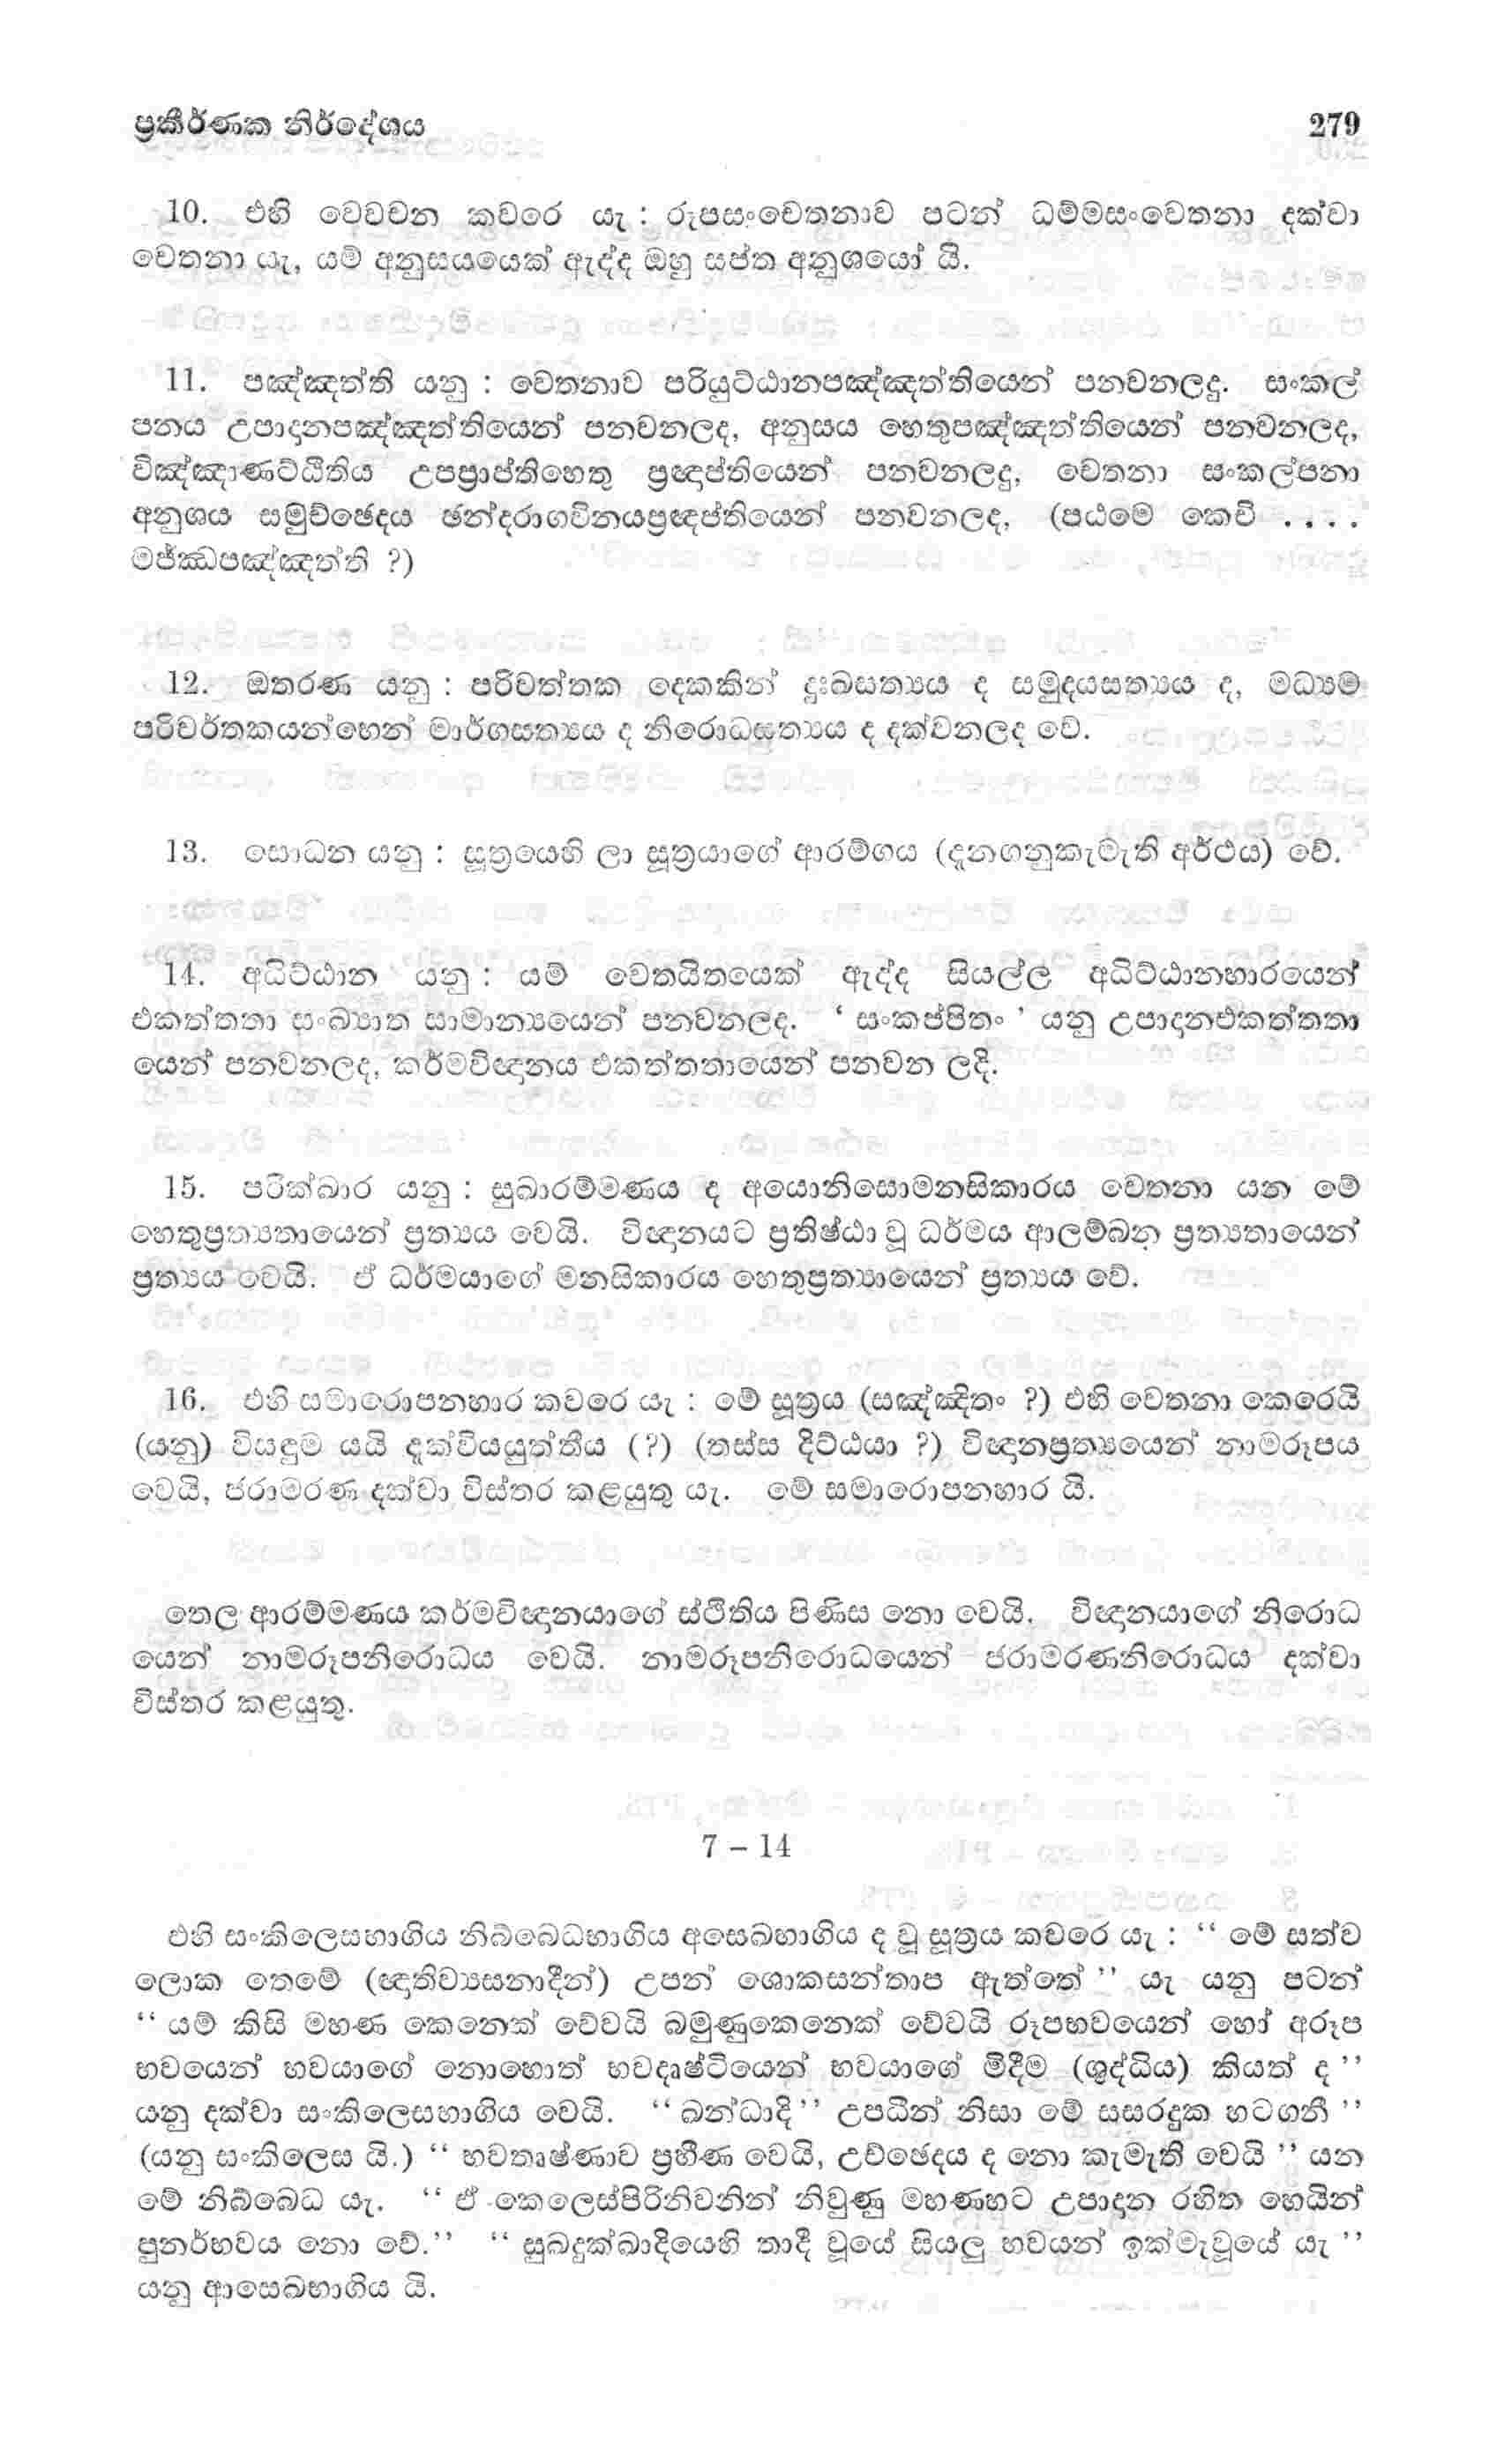 ප්‍රකීර්ණක නිර්දේශය 279
10. එහි වෙවචන කවරෙ යැ : රූපසංචෙතනාව පටන් ධම්මසංචෙතනා දක්වා
චෙතනා යැ, යම් අනුසයයෙක් ඇද්ද ඔහු සප්ත අනුශයෝ යි.
11. පඤ්ඤත්ති යනු : චෙතනාව පරියුට්ඨානපඤ්ඤත්තියෙන් පනවනලදු. සංකල්
පනය උපාදානපඤ්ඤත්තියෙන් පනවනලද, අනුසය හෙතුපඤ්ඤත්තියෙන් පනවනලද,
විඤ්ඤාණට්ඨිතිය උපප්‍රාප්තිහෙතු ප්‍රඥප්තියෙන් පනවනලදු, චෙතනා සංකල්පනා
අනුශය සමුච්ඡෙදය ඡන්දරාගවිනයප්‍රඥප්තියෙන් පනවනලද, (පඨමෙ කෙචි . . . .
මජ්ඣපඤ්ඤත්ති ?)
12. ඔතරණ යනු : පරිවත්තක දෙකකින් දුඃඛසත්‍යය ද සමුදයසත්‍යය ද, මධ්‍යම
පරිවර්තකයන්හෙන් මාර්ගසත්‍යය ද නිරොධසත්‍යය ද දක්වනලද වේ.
13. සොධන යනු : සූත්‍රයෙහි ලා සූත්‍රයාගේ ආරම්ගය (දැනගනුකැමැති අර්ථය) වේ.
14. අධිට්ඨාන යනු : යම් චෙතයිතයෙක් ඇද්ද සියල්ල අධිට්ඨානහාරයෙන්
එකත්තතා සංඛ්‍යාත සාමාන්‍යයෙන් පනවනලද. ‘ සංකප්පිතං ’ යනු උපාදානඑකත්තතා
යෙන් පනවනලද, කර්මවිඥානය එකත්තතායෙන් පනවන ලදි.
15. පරික්ඛාර යනු : සුඛාරම්මණය ද අයොනිසොමනසිකාරය චෙතනා යන මේ
හෙතුප්‍රත්‍යතායෙන් ප්‍රත්‍යය වෙයි. විඥානයට ප්‍රතිෂ්ඨා වූ ධර්මය ආලම්බන ප්‍රත්‍යතායෙන්
ප්‍රත්‍යය වෙයි. ඒ ධර්මයාගේ මනසිකාරය හෙතුප්‍රත්‍යායෙන් ප්‍රත්‍යය වේ.
16. එහි සමාරොපනහාර කවරෙ යැ : මේ සූත්‍රය (සඤ්ඤිතං ?) එහි චෙතනා කෙරෙයි
(යනු) වියඳුම යයි දැක්වියයුත්තීය (?) (තස්ස දිට්ඨයා ?) විඥානප්‍රත්‍යයෙන් නාමරූපය
වෙයි, ජරාමරණ දක්වා විස්තර කළයුතු යැ. මේ සමාරොපනහාර යි.
තෙල ආරම්මණය කර්මවිඥානයාගේ ස්ථිතිය පිණිස නො වෙයි. විඥානයාගේ නිරොධ
යෙන් නාමරූපනිරොධය වෙයි. නාමරූපනිරොධයෙන් ජරාමරණනිරොධය දක්වා
විස්තර කළයුතු.
7 – 14
එහි සංකිලෙසභාගිය නිබ්බෙධභාගිය අසෙඛභාගිය ද වූ සූත්‍රය කවරෙ යැ : “ මේ සත්ව
ලොක තෙමේ (ඥාතිව්‍යසනාදීන්) උපන් ශොකසන්තාප ඇත්තේ ” යැ යනු පටන්
“ යම් කිසි මහණ කෙනෙක් වේවයි බමුණුකෙනෙක් වේවයි රූපභවයෙන් හෝ අරූප
භවයෙන් භවයාගේ නොහොත් භවදෘෂ්ටියෙන් භවයාගේ මිදීම (ශුද්ධිය) කියත් ද ”
යනු දක්වා සංකිලෙසභාගිය වෙයි. “ ඛන්ධාදි ” උපධීන් නිසා මේ සසරදුක හටගනී ”
(යනු සංකිලෙස යි.) “ භවතෘෂ්ණාව ප්‍රහීණ වෙයි, උච්ඡෙදය ද නො කැමැති වෙයි ” යන
මේ නිබ්බෙධ යැ. “ ඒ කෙලෙස්පිරිනිවනින් නිවුණු මහණහට උපාදාන රහිත හෙයින්
පුනර්භවය නො වේ.” “ සුඛදුක්ඛාදියෙහි තාදී වූයේ සියලු භවයන් ඉක්මැවූයේ යැ ”
යනු ආසෙඛභාගිය යි.